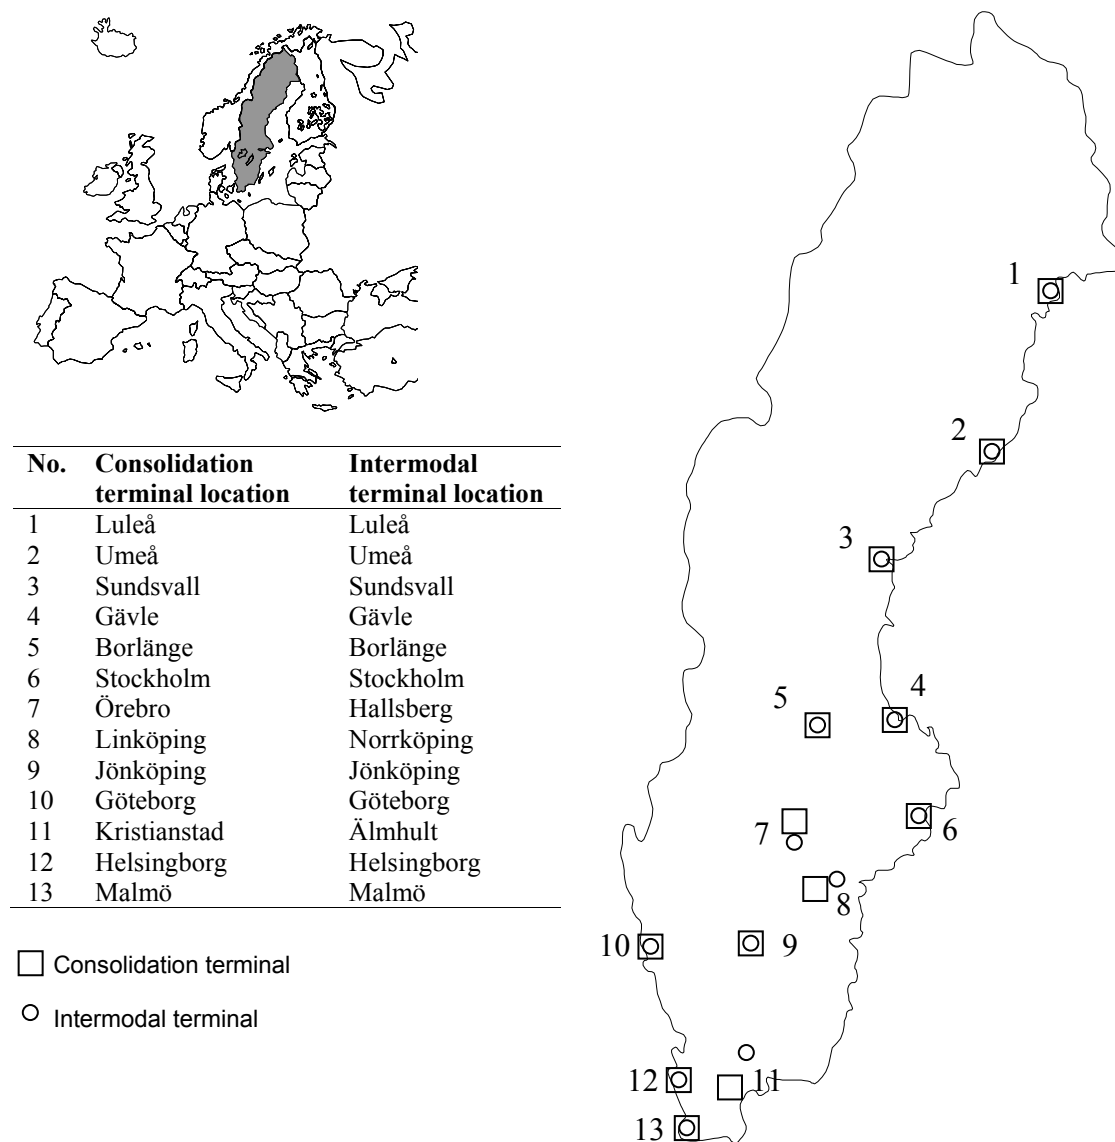 No. Consolidation terminal location Intermodal terminal location
1 Luleå Luleå
2 Umeå Umeå
3 Sundsvall Sundsvall
4 Gävle Gävle
5 Borlänge Borlänge
6 Stockholm Stockholm
7 Örebro Hallsberg
8 Linköping Norrköping
9 Jönköping Jönköping
10 Göteborg Göteborg
11 Kristianstad Älmhult
12 Helsingborg Helsingborg
13 Malmö Malmö
Consolidation terminal
Intermodal terminal
1
2
3
4
5
6
7
8
9
10
11
12
13